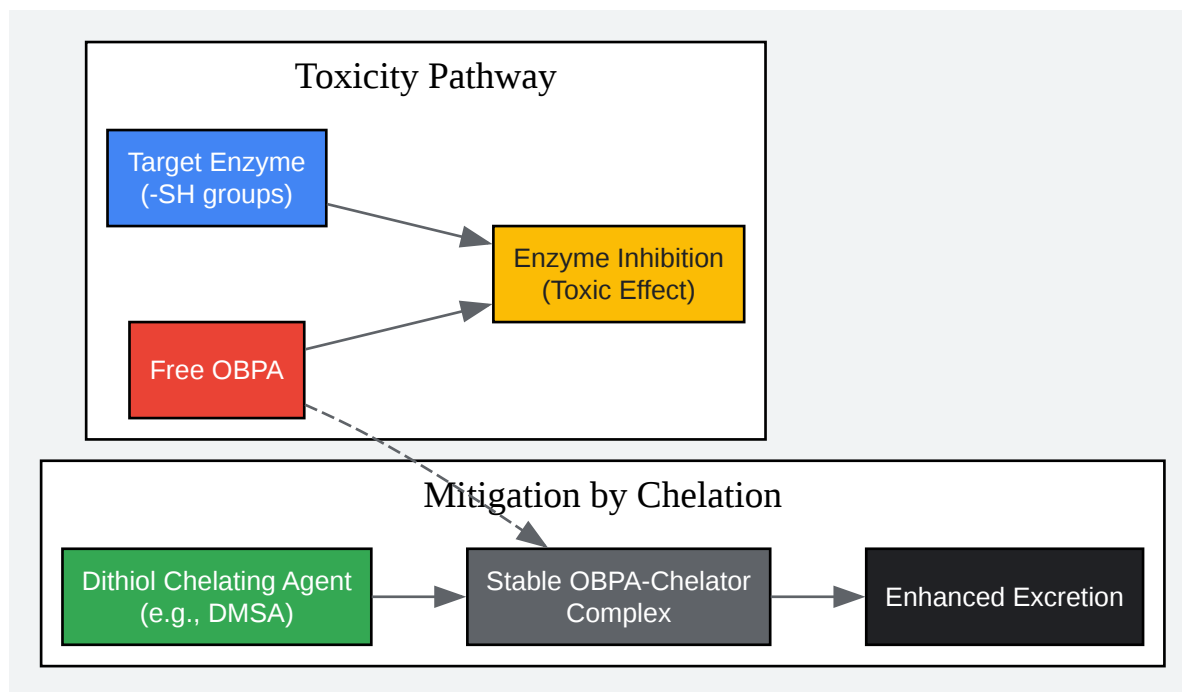 Toxicity Pathway
Target Enzyme
(-SH groups)
Enzyme Inhibition
(Toxic Effect)
Free OBPA
Mitigation by Chelation
Dithiol Chelating Agent
(e.g., DMSA)
Stable OBPA-Chelator
Complex
Enhanced Excretion